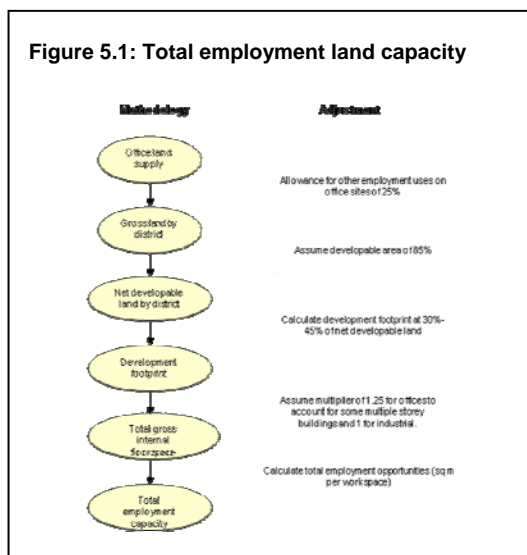 Figure 5.1: Total employment land capacity
Methodology
Adjustment
Office land
supply
Allowance for other employment uses on
office sites of 25%
Gross land by
district
Assume developable area of 85%
Net developable
land by district
Calculate development footprint at 30%-
45% of net developable land
Development
footprint
Assume multiplier of 1.25 for offices to
account for some multiple storey
buildings and 1 for industrial.
Total gross
internal
floorspace
Calculate total employment opportunities (sq m
per workspace)
Total
employment
capacity